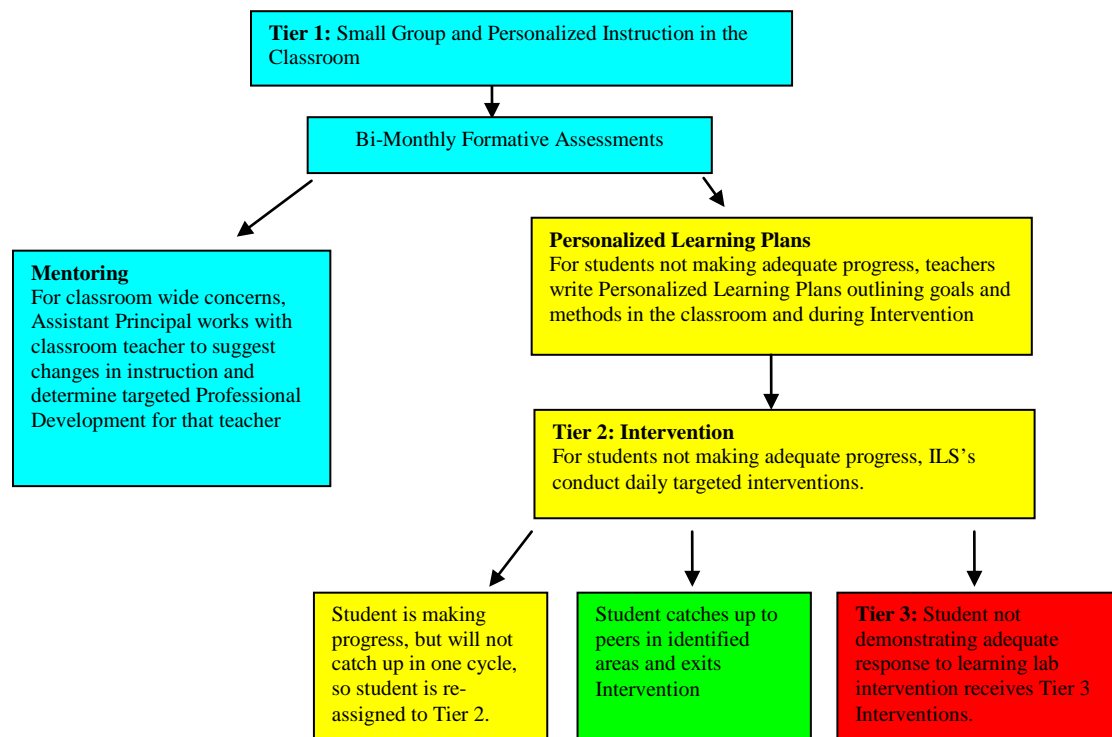 Tier 1: Small Group and Personalized Instruction in the
Classroom
Bi-Monthly Formative Assessments
Mentoring
For classroom wide concerns,
Assistant Principal works with
classroom teacher to suggest
changes in instruction and
determine targeted Professional
Development for that teacher
Personalized Learning Plans
For students not making adequate progress, teachers
write Personalized Learning Plans outlining goals and
methods in the classroom and during Intervention
Tier 2: Intervention
For students not making adequate progress, ILS’s
conduct daily targeted interventions.
Student is making
progress, but will not
catch up in one cycle,
so student is re-
assigned to Tier 2.
Student catches up to
peers in identified
areas and exits
Intervention
Tier 3: Student not
demonstrating adequate
response to learning lab
intervention receives Tier 3
Interventions.